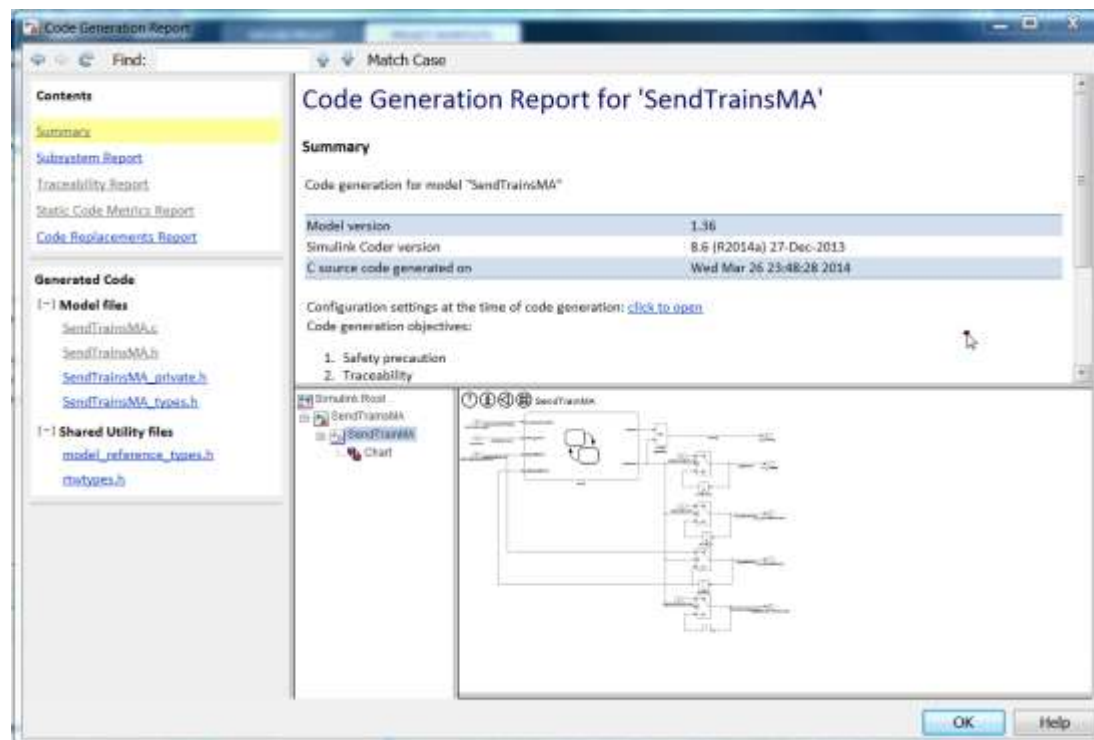 Code Generation Report
Find:
Match Case
Contents
Summary
Subsystem Report
Traceability Report
Static Code Metrics Report
Code Replacements Report
Generated Code
[-] Model files
SendTrainsMA.c
SendTrainsMA.h
SendTrainsMA_private.h
SendTrainsMA_types.h
[-] Shared Utility files
model_reference_types.h
rtwtypes.h
Code Generation Report for 'SendTrainsMA'
Summary
Code generation for model "SendTrainsMA"
Model version 1.36
Simulink Coder version 8.6 (R2014a) 27-Dec-2013
C source code generated on Wed Mar 26 23:48:28 2014
Configuration settings at the time of code generation: click to open
Code generation objectives:
1. Safety precaution
2. Traceability
Simulink Root
SendTrainsMA
SendTrainMA
Chart
SendTrainMA
OK
Help